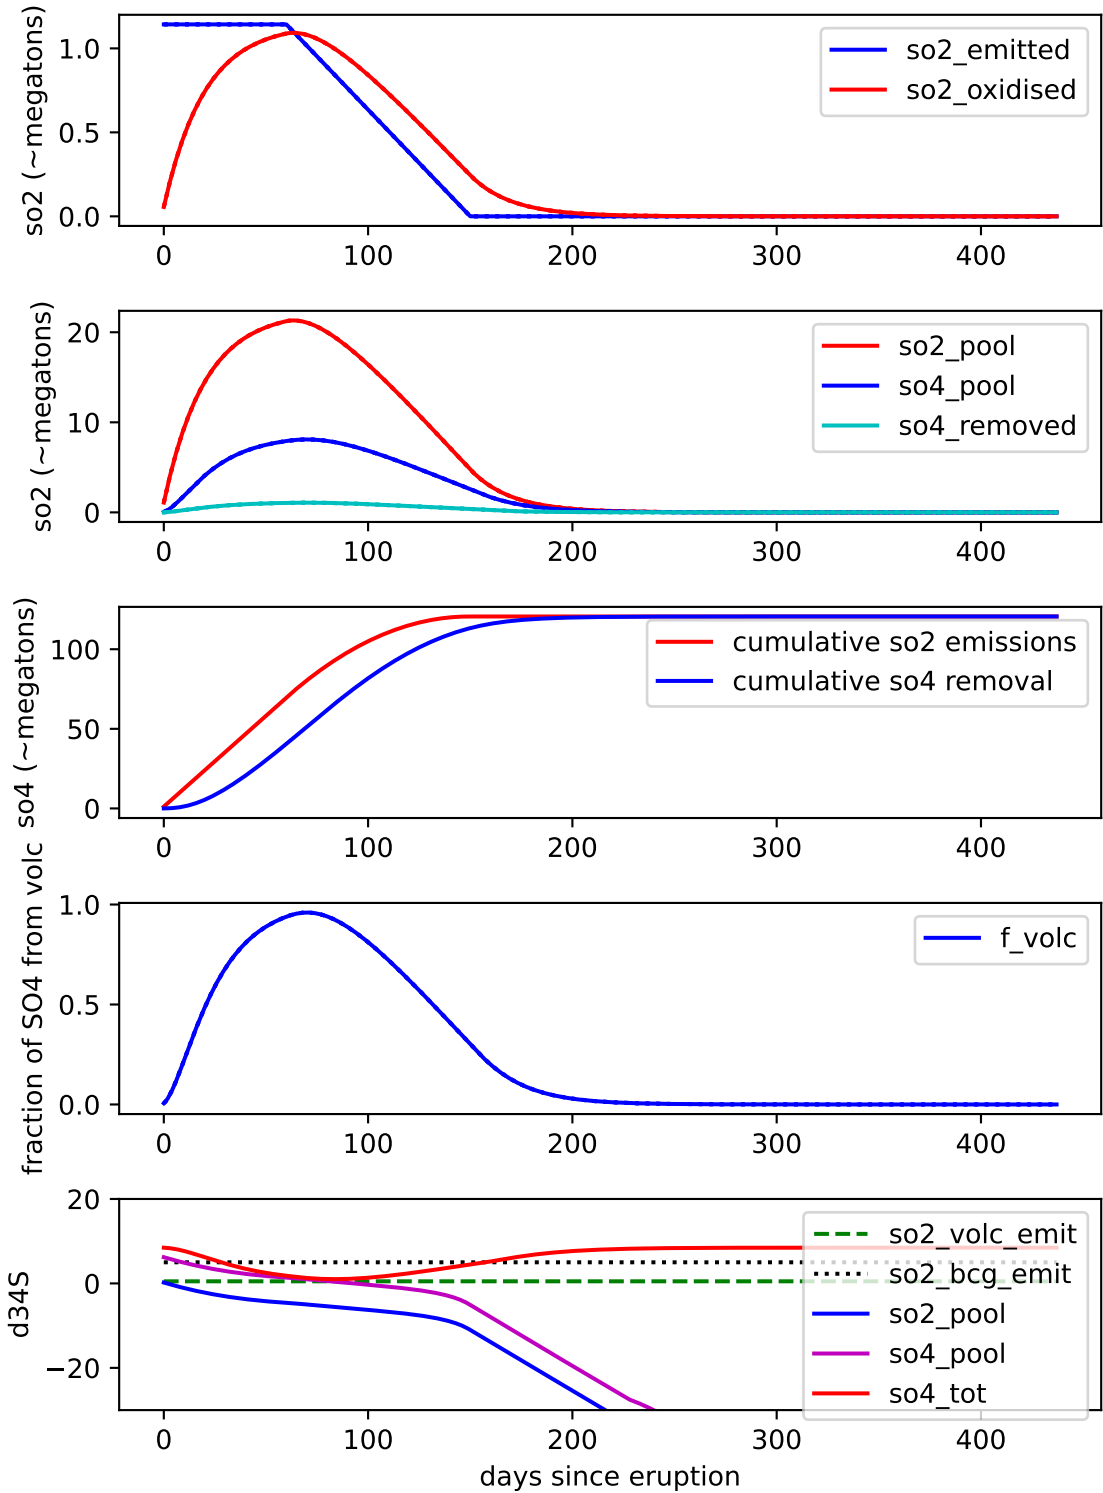 so2 (~megatons)
1.0
0.5
0.0
so2_emitted
so2_oxidised
0 100 200 300 400
so2 (~megatons)
20
10
0
so2_pool
so4_pool
so4_removed
0 100 200 300 400
so4 (~megatons)
100
50
0
cumulative so2 emissions
cumulative so4 removal
0 100 200 300 400
fraction of SO4 from volc
1.0
0.5
0.0
f_volc
0 100 200 300 400
d34S
20
0
−20
so2_volc_emit
so2_bcg_emit
so2_pool
so4_pool
so4_tot
0 100 200 300 400
days since eruption